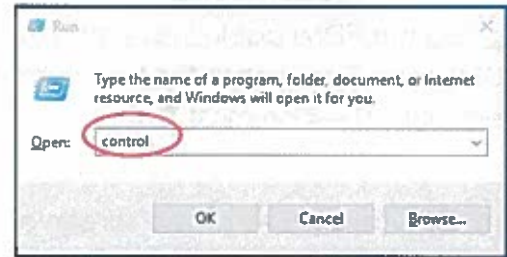 Run
Type the name of a program, folder, document, or Internet
resource, and Windows will open it for you.
Open: control
OK Cancel Browse...